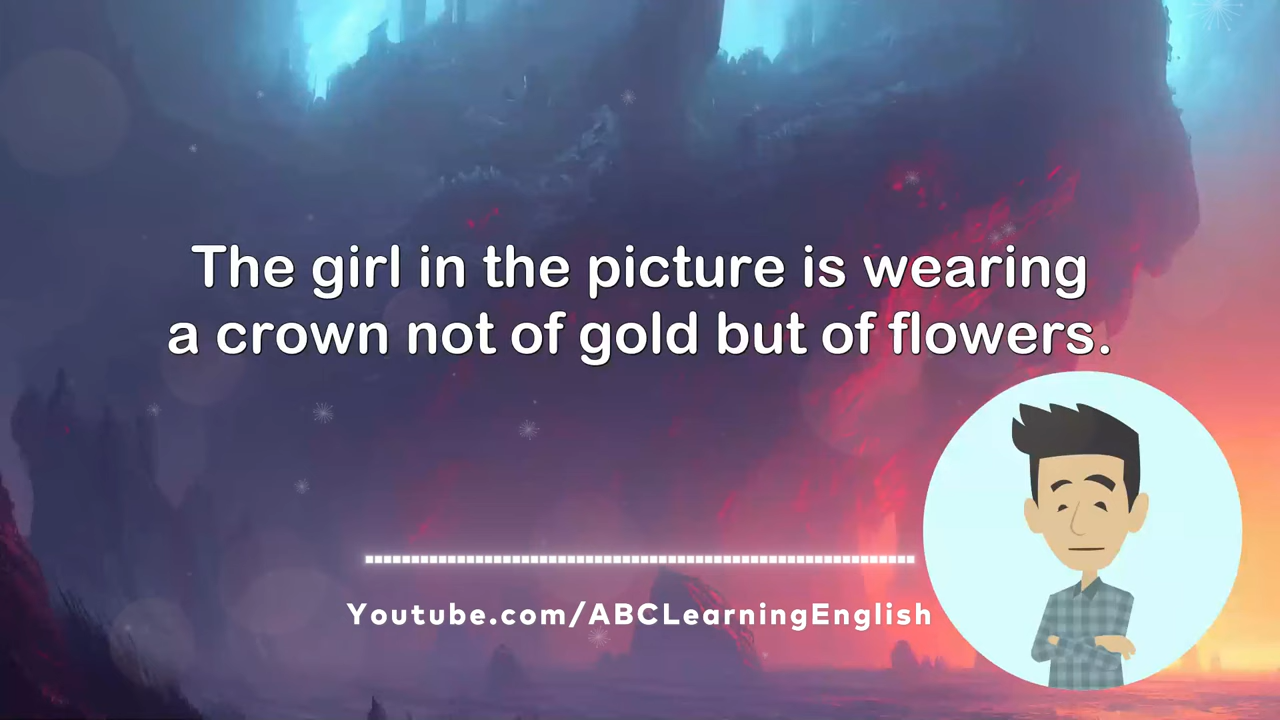 The girl in the picture is wearing
a crown not of gold but of flowers.
Youtube.com/ABCLearningEnglish